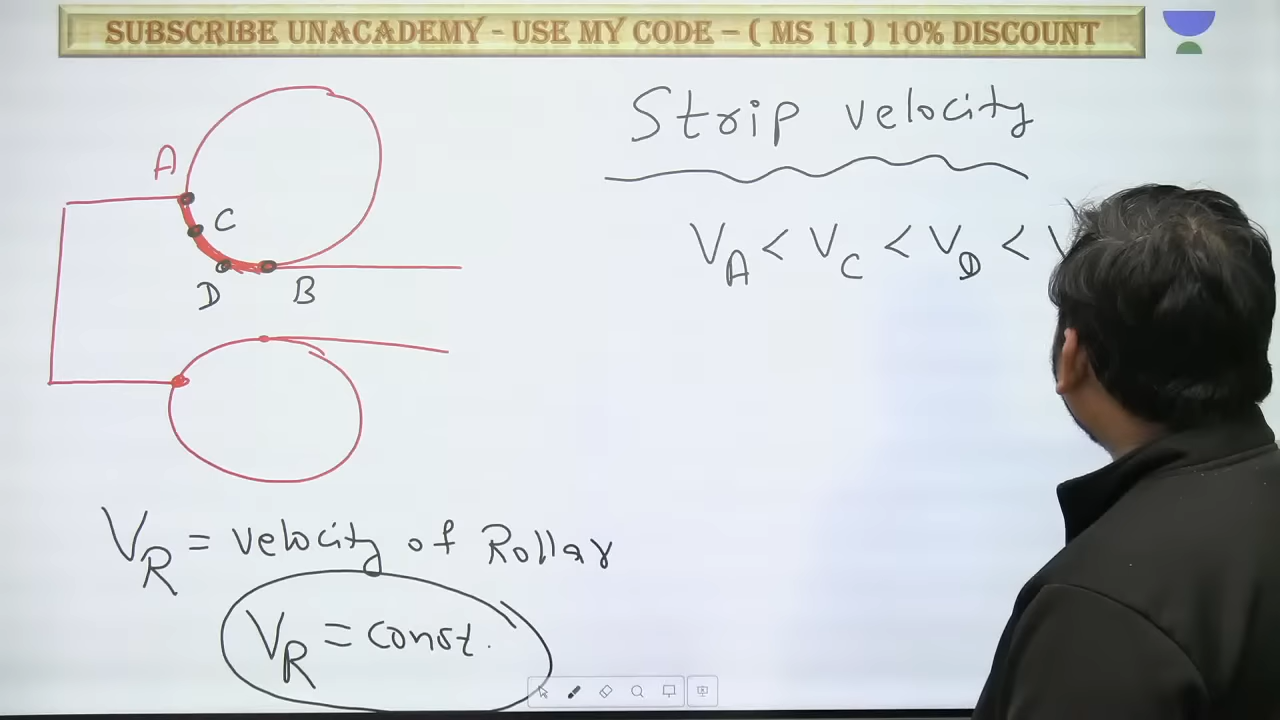 SUBSCRIBE UNACADEMY - USE MY CODE – ( MS 11) 10% DISCOUNT
Strip velocity
A
C
D
B
V_A < V_C < V_D < V
V_R = velocity of Rollar
V_R = const.